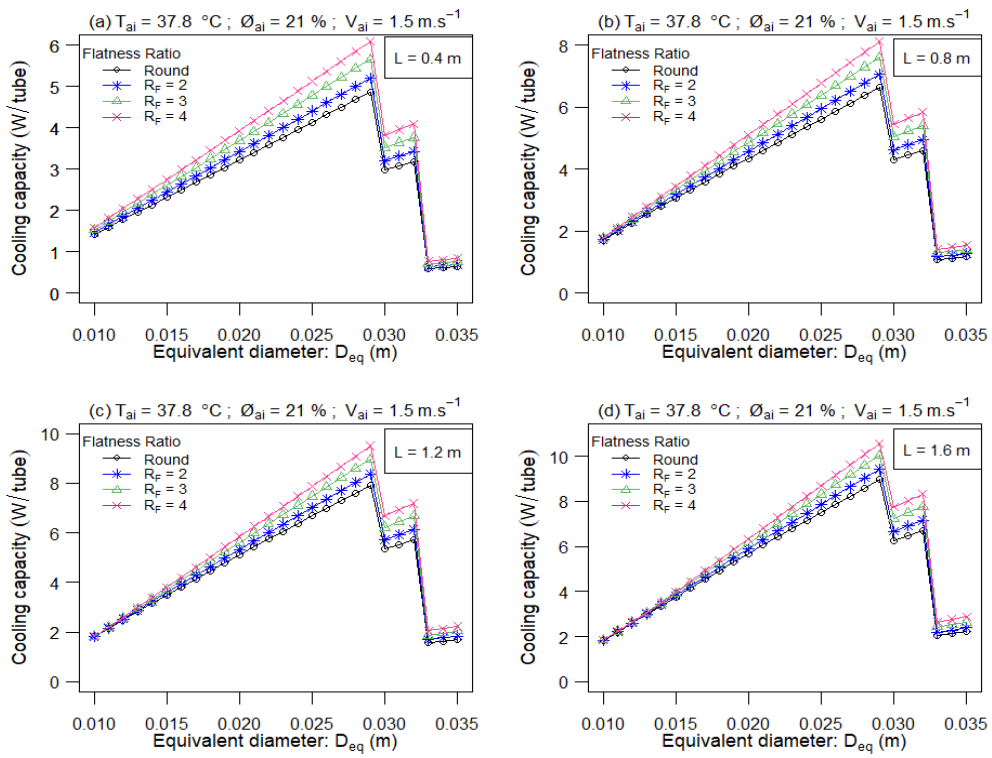 (a) T_ai = 37.8 °C ; Ø_ai = 21 % ; V_ai = 1.5 m.s⁻¹
L = 0.4 m
Flatness Ratio
Round
R_F = 2
R_F = 3
R_F = 4
Cooling capacity (W/tube)
6
5
4
3
2
1
0
0.010 0.015 0.020 0.025 0.030 0.035
Equivalent diameter: D_eq (m)
(b) T_ai = 37.8 °C ; Ø_ai = 21 % ; V_ai = 1.5 m.s⁻¹
L = 0.8 m
Flatness Ratio
Round
R_F = 2
R_F = 3
R_F = 4
Cooling capacity (W/tube)
8
6
4
2
0
0.010 0.015 0.020 0.025 0.030 0.035
Equivalent diameter: D_eq (m)
(c) T_ai = 37.8 °C ; Ø_ai = 21 % ; V_ai = 1.5 m.s⁻¹
L = 1.2 m
Flatness Ratio
Round
R_F = 2
R_F = 3
R_F = 4
Cooling capacity (W/tube)
10
8
6
4
2
0
0.010 0.015 0.020 0.025 0.030 0.035
Equivalent diameter: D_eq (m)
(d) T_ai = 37.8 °C ; Ø_ai = 21 % ; V_ai = 1.5 m.s⁻¹
L = 1.6 m
Flatness Ratio
Round
R_F = 2
R_F = 3
R_F = 4
Cooling capacity (W/tube)
10
8
6
4
2
0
0.010 0.015 0.020 0.025 0.030 0.035
Equivalent diameter: D_eq (m)